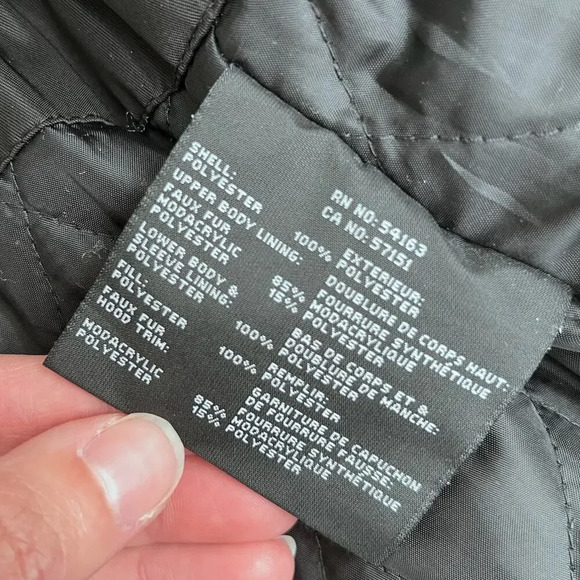 RN NO: 54163
CA NO: 57151
SHELL:
POLYESTER 100%
UPPER BODY LINING:
FAUX FUR
MODACRYLIC 85%
POLYESTER 15%
LOWER BODY &
SLEEVE LINING:
POLYESTER 100%
FILL:
POLYESTER 100%
FAUX FUR
HOOD TRIM:
MODACRYLIC 85%
POLYESTER 15%
EXTERIEUR:
POLYESTER
DOUBLURE DE CORPS HAUT:
FOURRURE SYNTHÉTIQUE
MODACRYLIQUE
POLYESTER
BAS DE CORPS ET &
DOUBLURE DE MANCHE:
POLYESTER
REMPLIR:
POLYESTER
GARNITURE DE CAPUCHON
DE FOURRURE FAUSSE:
FOURRURE SYNTHÉTIQUE
MODACRYLIQUE
POLYESTER